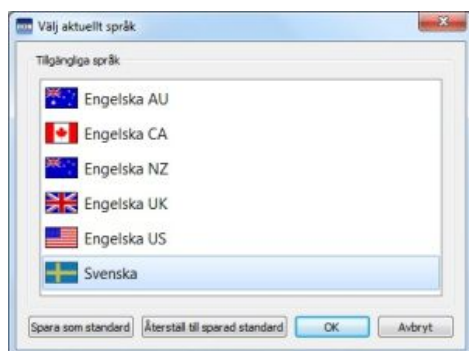 Välj aktuellt språk
Tillgängliga språk
Engelska AU
Engelska CA
Engelska NZ
Engelska UK
Engelska US
Svenska
Spara som standard Återställ till sparad standard OK Avbryt